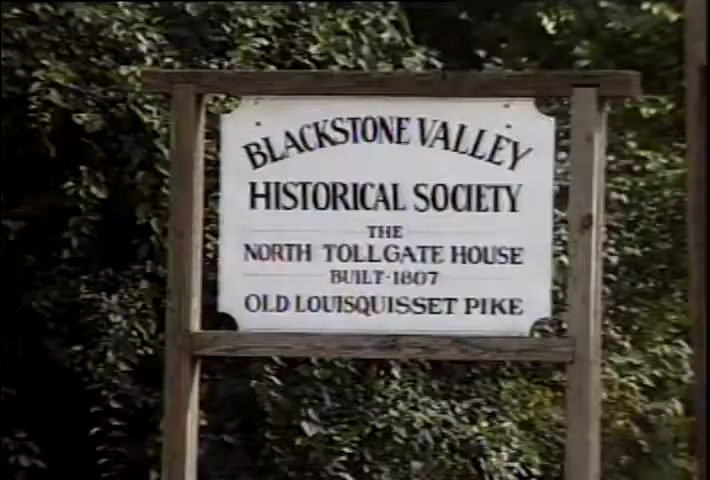 BLACKSTONE VALLEY
HISTORICAL SOCIETY
THE
NORTH TOLLGATE HOUSE
BUILT·1807
OLD LOUISQUISSET PIKE